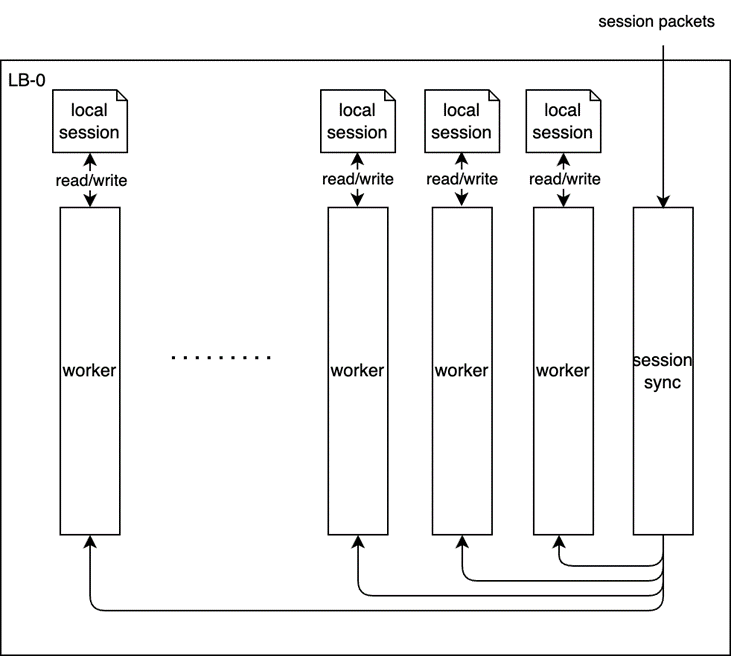 session packets
LB-0
local
session
local
session
local
session
local
session
read/write
read/write
read/write
read/write
worker
.........
worker
worker
worker
session
sync